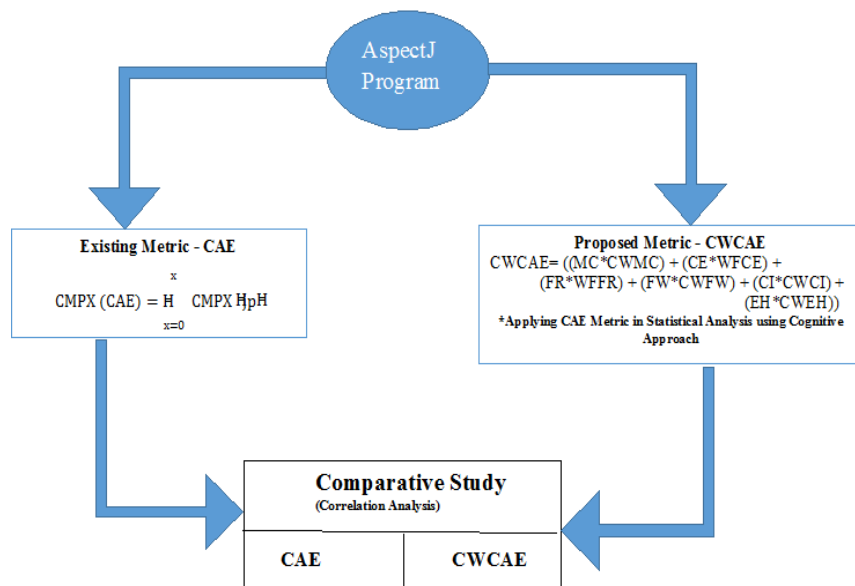 AspectJ
Program
Existing Metric - CAE
x
CMPX (CAE) = H CMPX HjpH
x=0
Proposed Metric - CWCAE
CWCAE= ((MC*CWMC) + (CE*WFCE) +
(FR*WFFR) + (FW*CWFW) + (CI*CWCI) +
(EH*CWEH))
*Applying CAE Metric in Statistical Analysis using Cognitive
Approach
Comparative Study
(Correlation Analysis)
CAE CWCAE